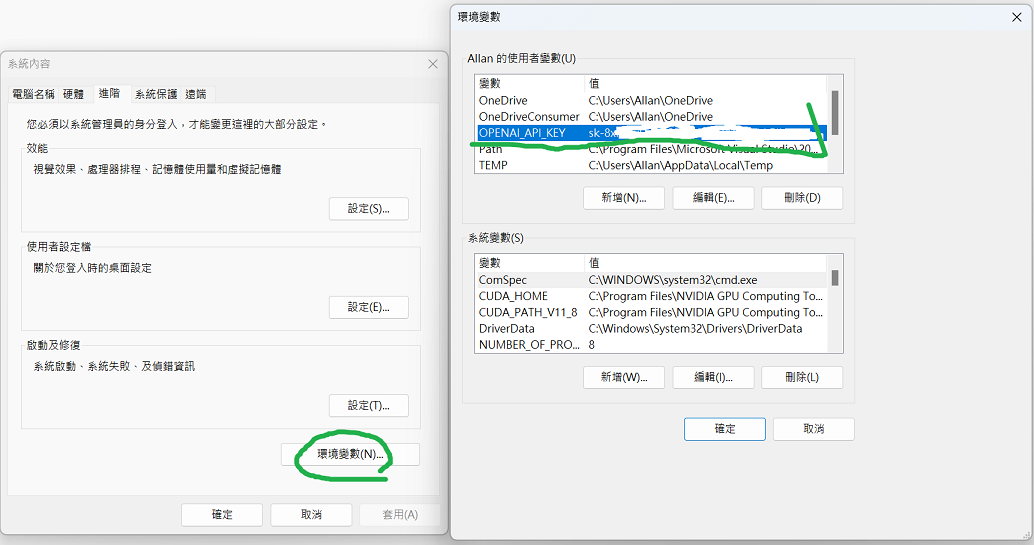 系統內容
電腦名稱 硬體 進階 系統保護 遠端
您必須以系統管理員的身分登入，才能變更這裡的大部分設定。
效能
視覺效果、處理器排程、記憶體使用量和虛擬記憶體
設定(S)...
使用者設定檔
關於您登入時的桌面設定
設定(E)...
啟動及修復
系統啟動、系統失敗、及偵錯資訊
設定(T)...
環境變數(N)...
確定 取消 套用(A)
環境變數
Allan 的使用者變數(U)
變數 值
OneDrive C:\Users\Allan\OneDrive
OneDriveConsumer C:\Users\Allan\OneDrive
OPENAI_API_KEY sk-8x
Path C:\Program Files\Microsoft Visual Studio\20...
TEMP C:\Users\Allan\AppData\Local\Temp
新增(N)... 編輯(E)... 刪除(D)
系統變數(S)
變數 值
ComSpec C:\WINDOWS\system32\cmd.exe
CUDA_HOME C:\Program Files\NVIDIA GPU Computing To...
CUDA_PATH_V11_8 C:\Program Files\NVIDIA GPU Computing To...
DriverData C:\Windows\System32\Drivers\DriverData
NUMBER_OF_PRO... 8
新增(W)... 編輯(I)... 刪除(L)
確定 取消